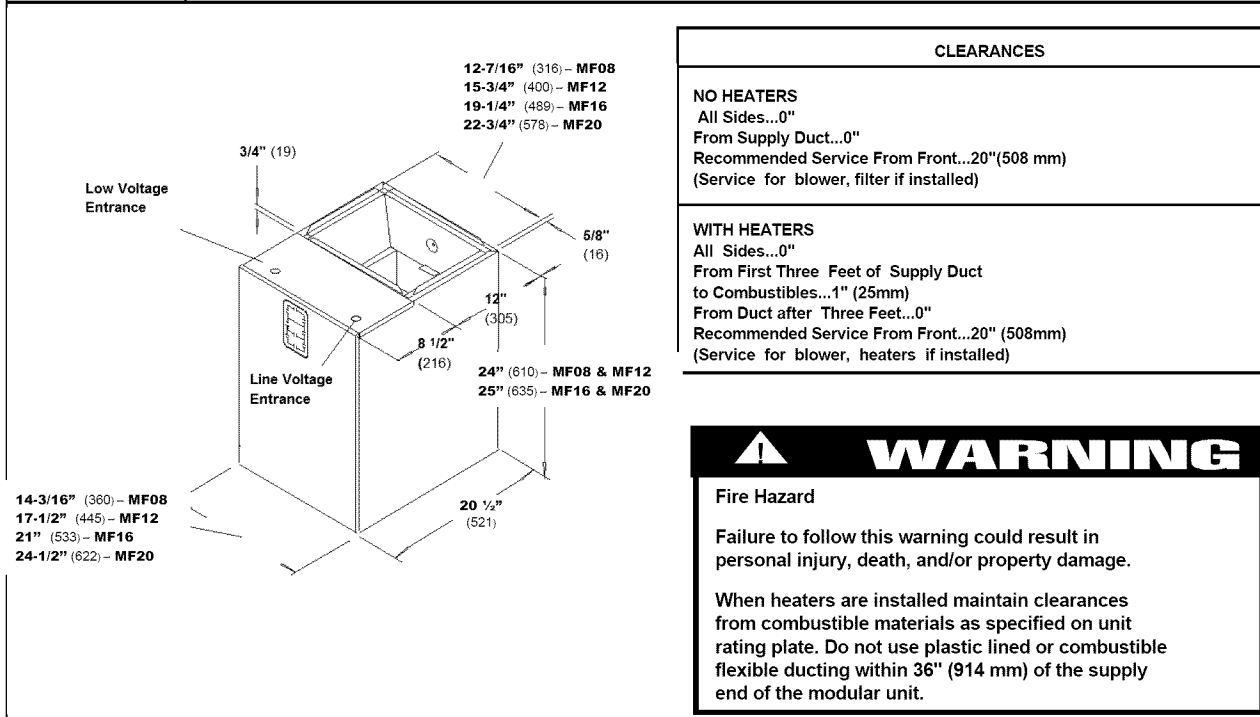 12-7/16” (316) – MF08
15-3/4” (400) – MF12
19-1/4” (489) – MF16
22-3/4” (578) – MF20
3/4” (19)
Low Voltage
Entrance
5/8"
(16)
12"
(305)
8 1/2"
(216)
24” (610) – MF08 & MF12
25” (635) – MF16 & MF20
Line Voltage
Entrance
14-3/16” (360) – MF08
17-1/2” (445) – MF12
21” (533) – MF16
24-1/2” (622) – MF20
20 ½”
(521)
CLEARANCES
NO HEATERS
All Sides...0"
From Supply Duct...0"
Recommended Service From Front...20"(508 mm)
(Service for blower, filter if installed)
WITH HEATERS
All Sides...0"
From First Three Feet of Supply Duct
to Combustibles...1" (25mm)
From Duct after Three Feet...0"
Recommended Service From Front...20" (508mm)
(Service for blower, heaters if installed)
WARNING
Fire Hazard
Failure to follow this warning could result in
personal injury, death, and/or property damage.
When heaters are installed maintain clearances
from combustible materials as specified on unit
rating plate. Do not use plastic lined or combustible
flexible ducting within 36" (914 mm) of the supply
end of the modular unit.